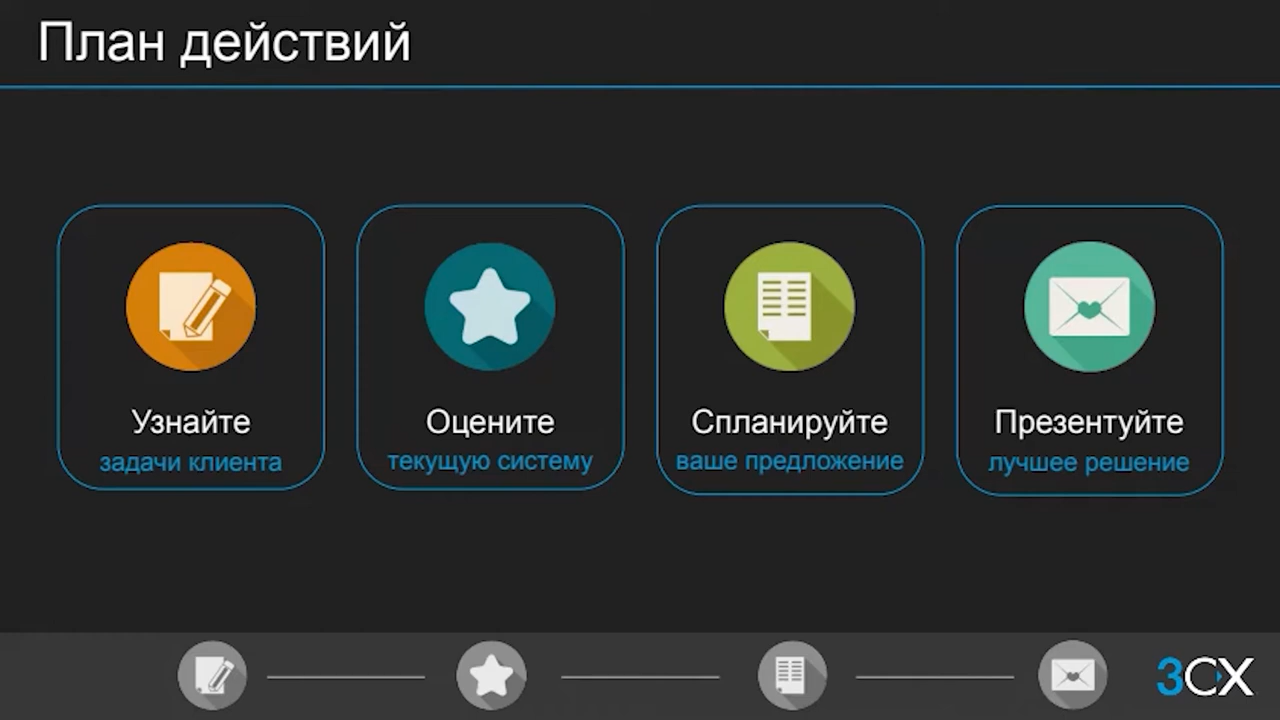 План действий
Узнайте
задачи клиента
Оцените
текущую систему
Спланируйте
ваше предложение
Презентуйте
лучшее решение
3CX